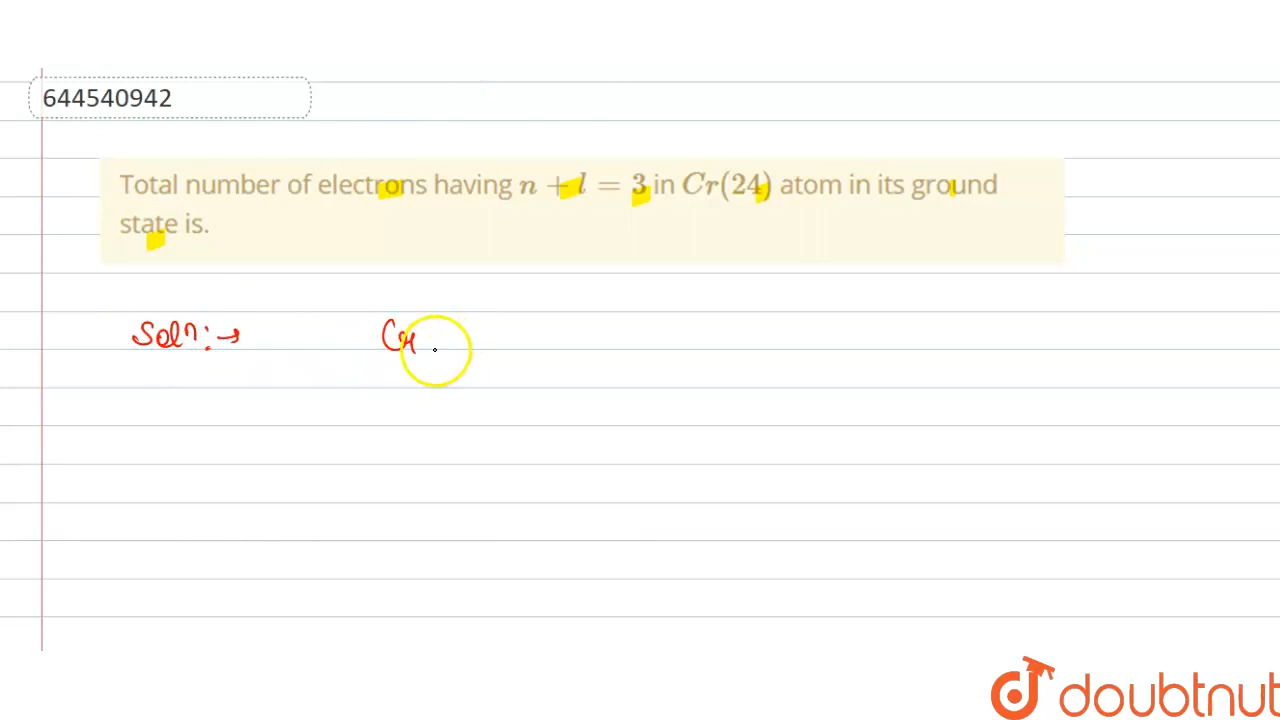 644540942
Total number of electrons having n + l = 3 in Cr(24) atom in its ground
state is.
Soln:→ Cr
doubtnut